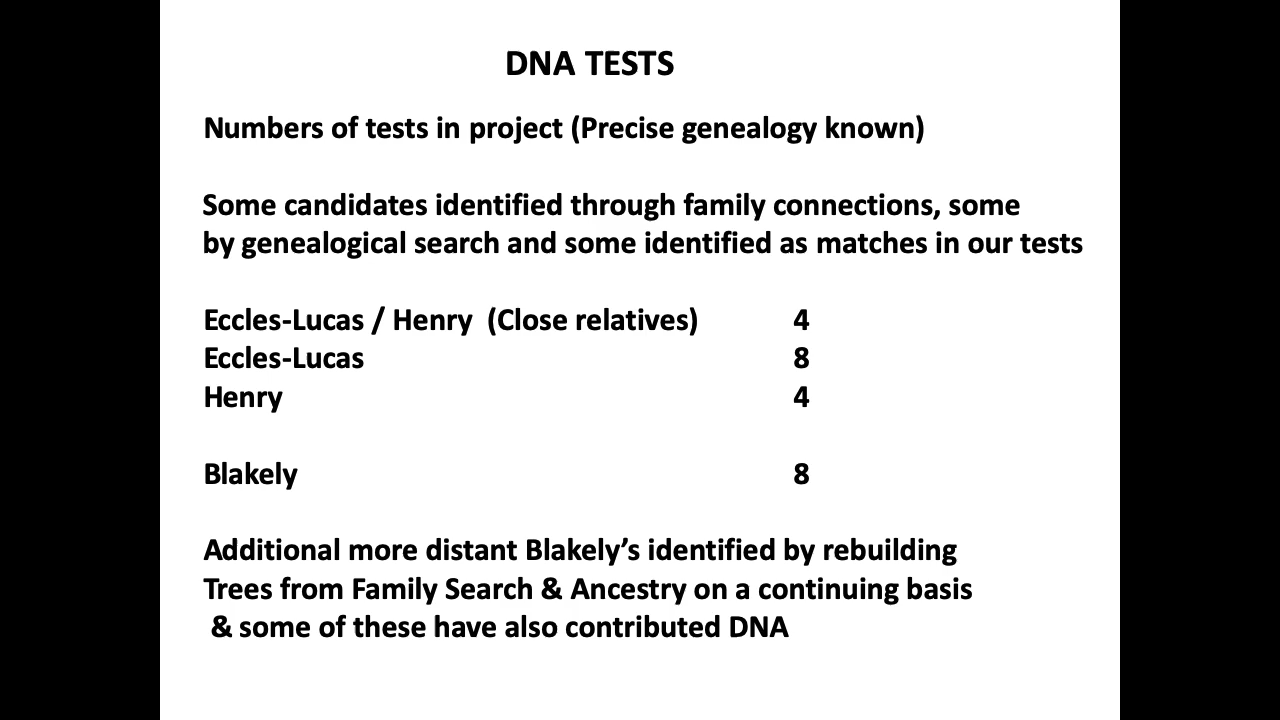 DNA TESTS
Numbers of tests in project (Precise genealogy known)
Some candidates identified through family connections, some
by genealogical search and some identified as matches in our tests
Eccles-Lucas / Henry (Close relatives) 4
Eccles-Lucas 8
Henry 4
Blakely 8
Additional more distant Blakely’s identified by rebuilding
Trees from Family Search & Ancestry on a continuing basis
& some of these have also contributed DNA